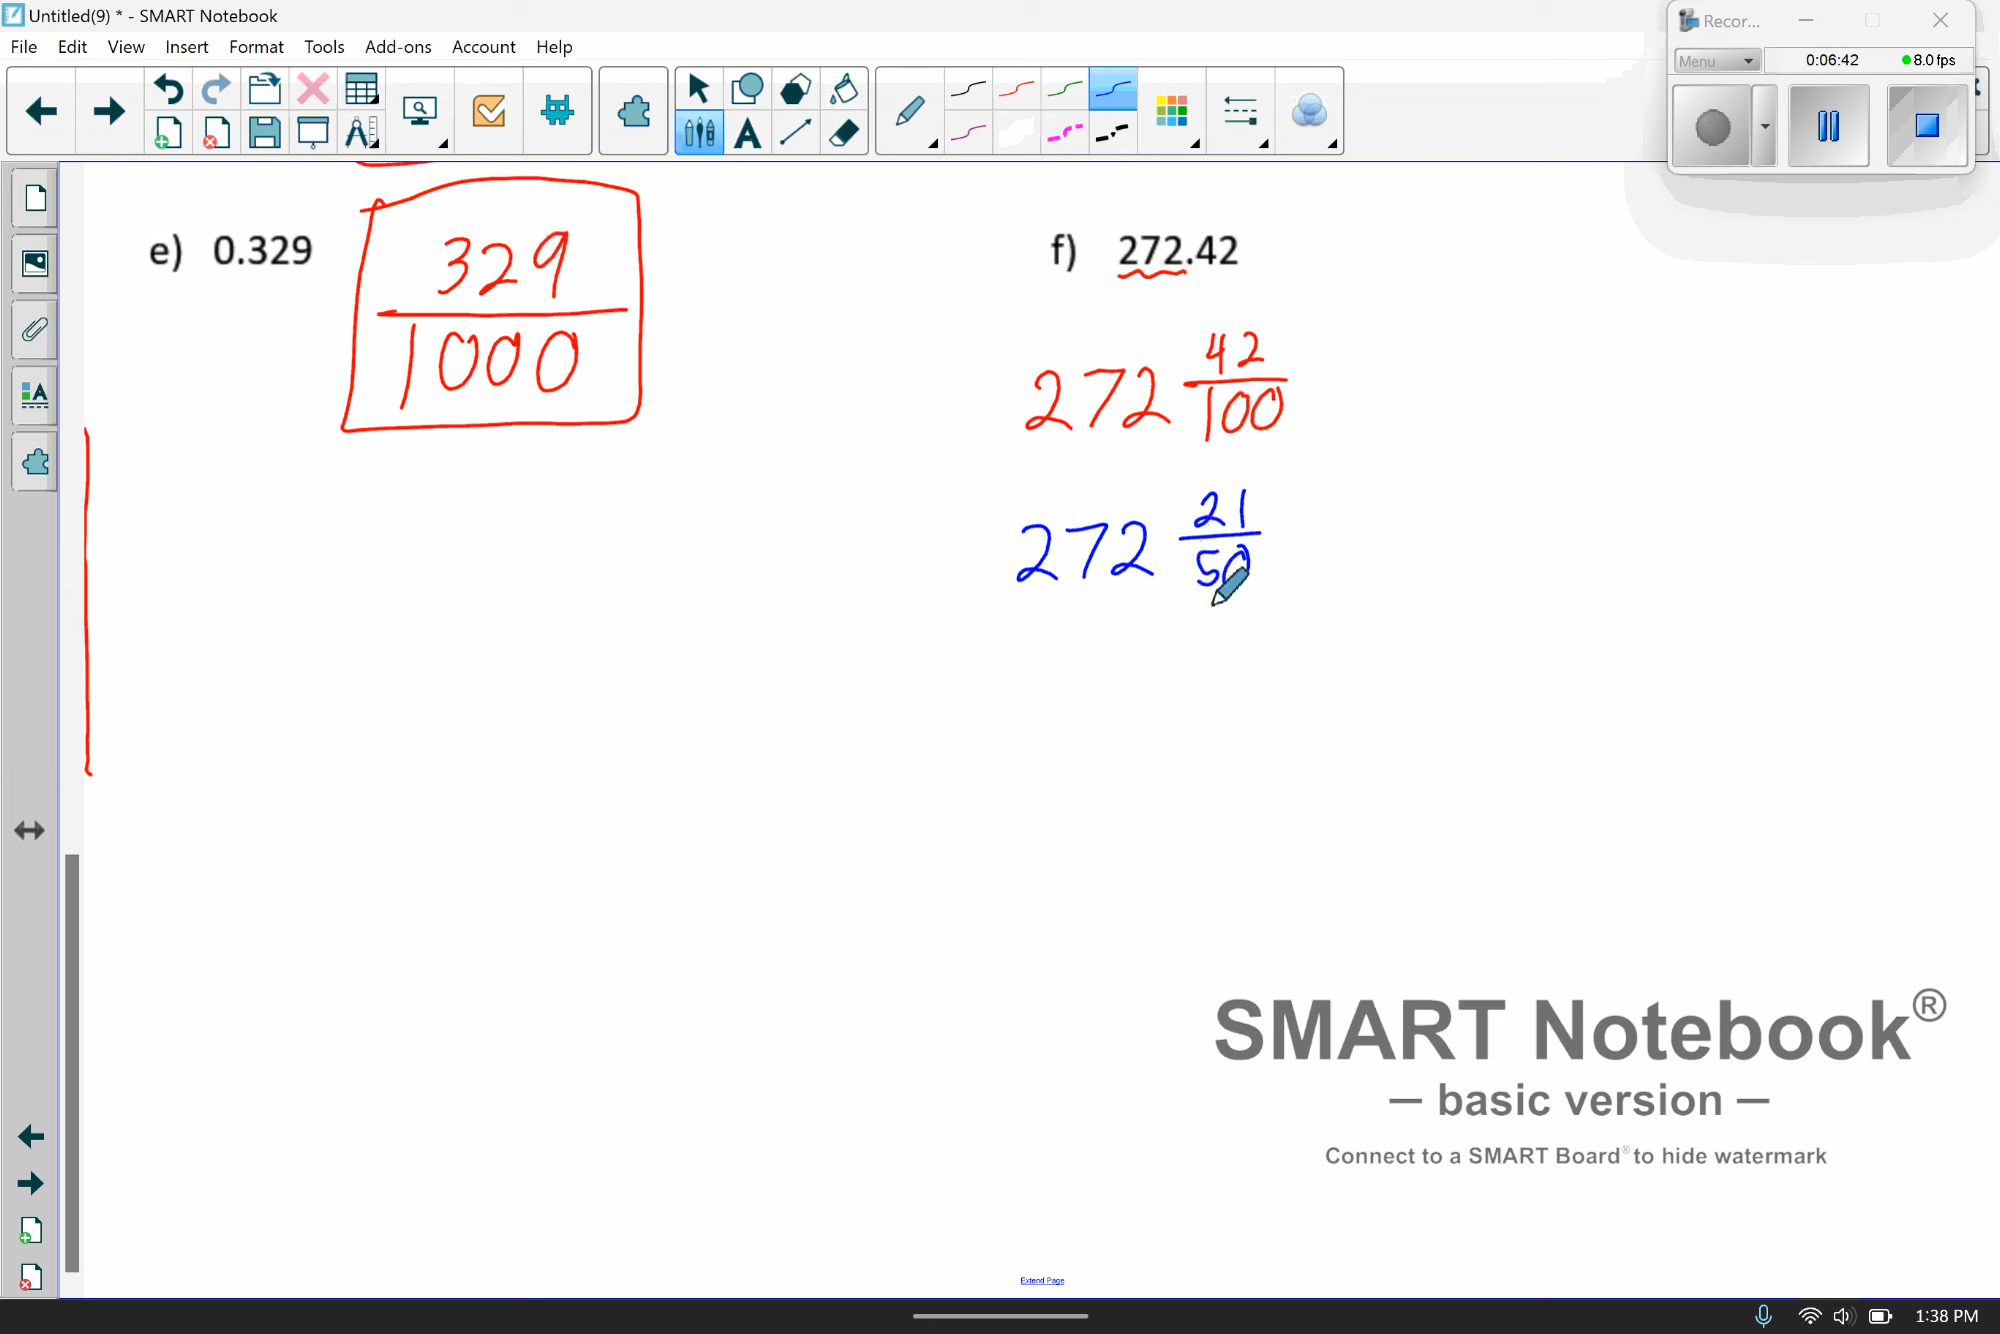 Untitled(9) * - SMART Notebook
File Edit View Insert Format Tools Add-ons Account Help
Recor...
Menu 0:06:42 8.0 fps
e) 0.329
329
1000
f) 272.42
272 42/100
272 21/50
SMART Notebook®
— basic version —
Connect to a SMART Board® to hide watermark
Extend Page
1:38 PM